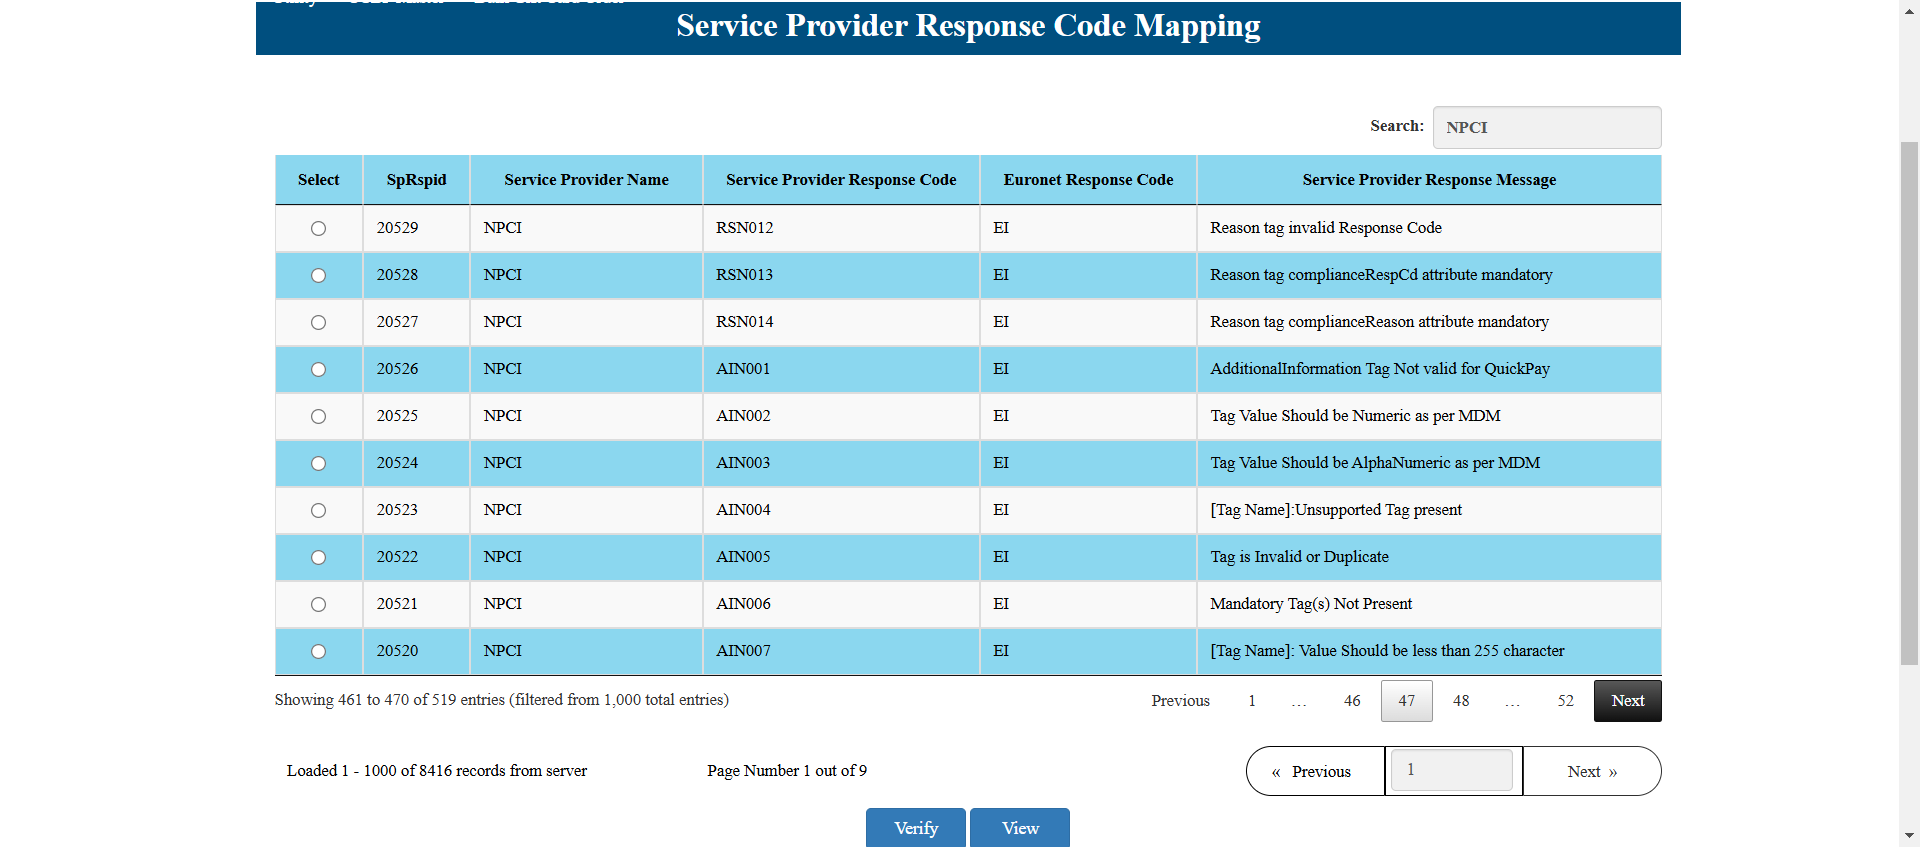 Service Provider Response Code Mapping
Search: NPCI
Select SpRspid Service Provider Name Service Provider Response Code Euronet Response Code Service Provider Response Message
20529 NPCI RSN012 EI Reason tag invalid Response Code
20528 NPCI RSN013 EI Reason tag complianceRespCd attribute mandatory
20527 NPCI RSN014 EI Reason tag complianceReason attribute mandatory
20526 NPCI AIN001 EI AdditionalInformation Tag Not valid for QuickPay
20525 NPCI AIN002 EI Tag Value Should be Numeric as per MDM
20524 NPCI AIN003 EI Tag Value Should be AlphaNumeric as per MDM
20523 NPCI AIN004 EI [Tag Name]:Unsupported Tag present
20522 NPCI AIN005 EI Tag is Invalid or Duplicate
20521 NPCI AIN006 EI Mandatory Tag(s) Not Present
20520 NPCI AIN007 EI [Tag Name]: Value Should be less than 255 character
Showing 461 to 470 of 519 entries (filtered from 1,000 total entries) Previous 1 … 46 47 48 … 52 Next
Loaded 1 - 1000 of 8416 records from server Page Number 1 out of 9 « Previous 1 Next »
Verify View